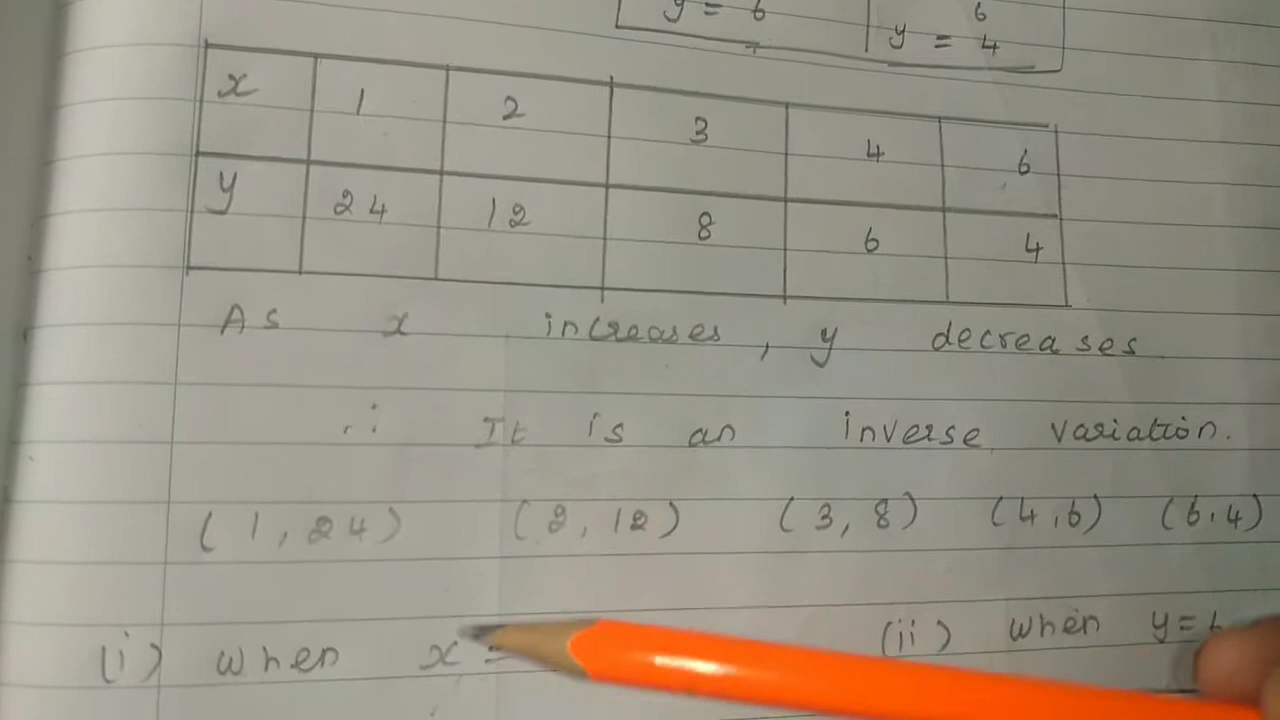 y = 6
6
y = 4
x 1 2 3 4 6
y 24 12 8 6 4
As x increases, y decreases
∴ It is an inverse variation.
(1, 24) (2, 12) (3, 8) (4, 6) (6, 4)
(i) when x = (ii) when y =